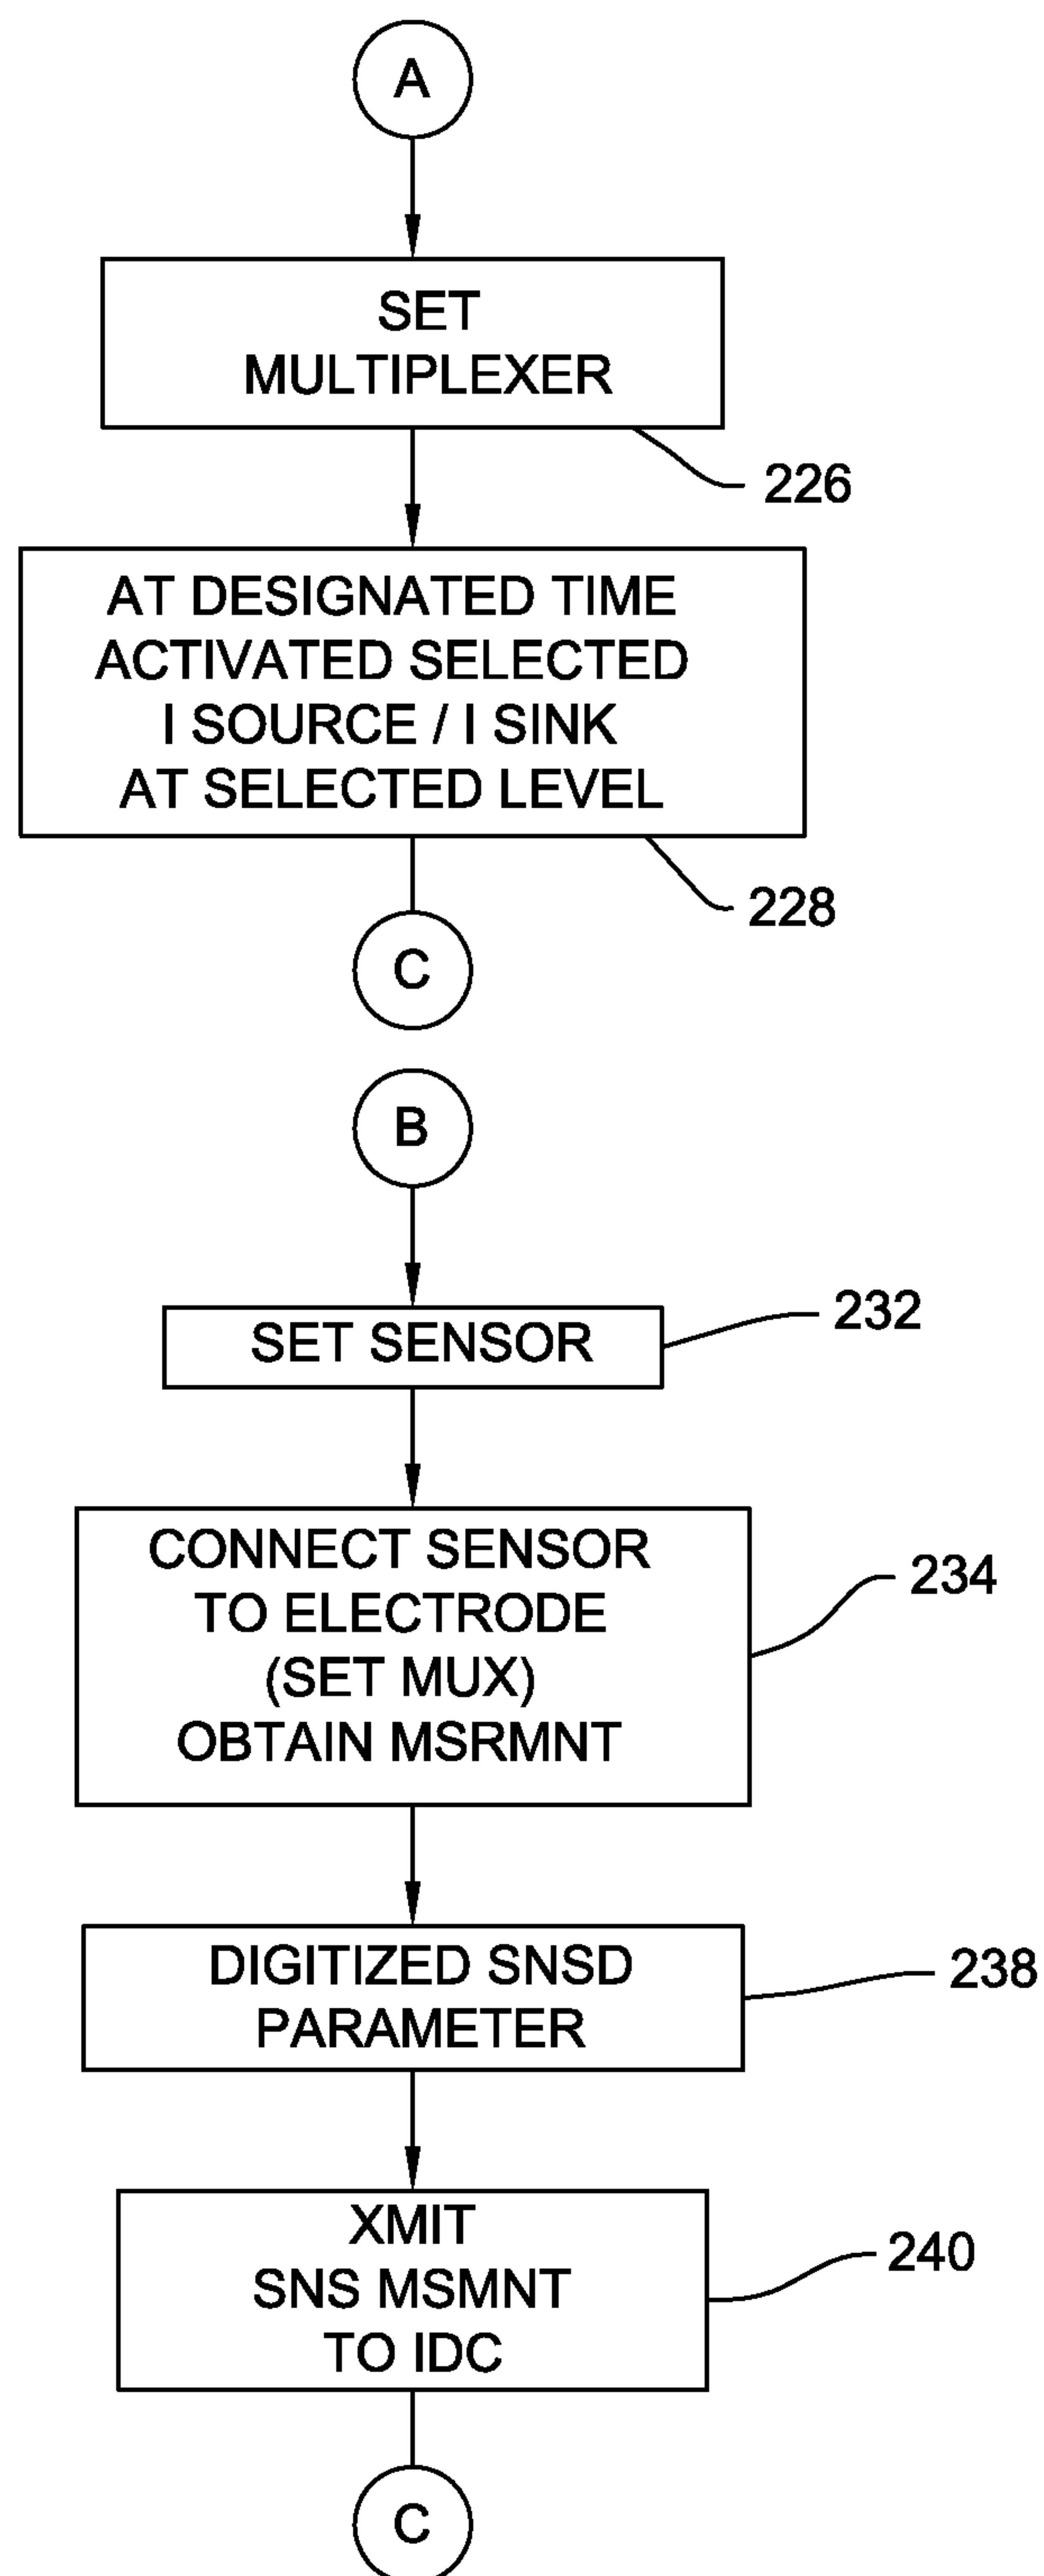 A
SET
MULTIPLEXER
226
AT DESIGNATED TIME
ACTIVATED SELECTED
I SOURCE / I SINK
AT SELECTED LEVEL
228
C
B
SET SENSOR
232
CONNECT SENSOR
TO ELECTRODE
(SET MUX)
OBTAIN MSRMNT
234
DIGITIZED SNSD
PARAMETER
238
XMIT
SNS MSMNT
TO IDC
240
C